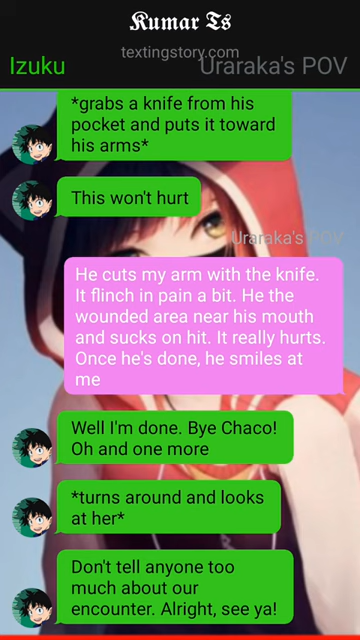 Kumar Ts
textingstory.com
Izuku
Uraraka's POV
*grabs a knife from his
pocket and puts it toward
his arms*
This won't hurt
Uraraka's POV
He cuts my arm with the knife.
It flinch in pain a bit. He the
wounded area near his mouth
and sucks on hit. It really hurts.
Once he's done, he smiles at
me
Well I'm done. Bye Chaco!
Oh and one more
*turns around and looks
at her*
Don't tell anyone too
much about our
encounter. Alright, see ya!